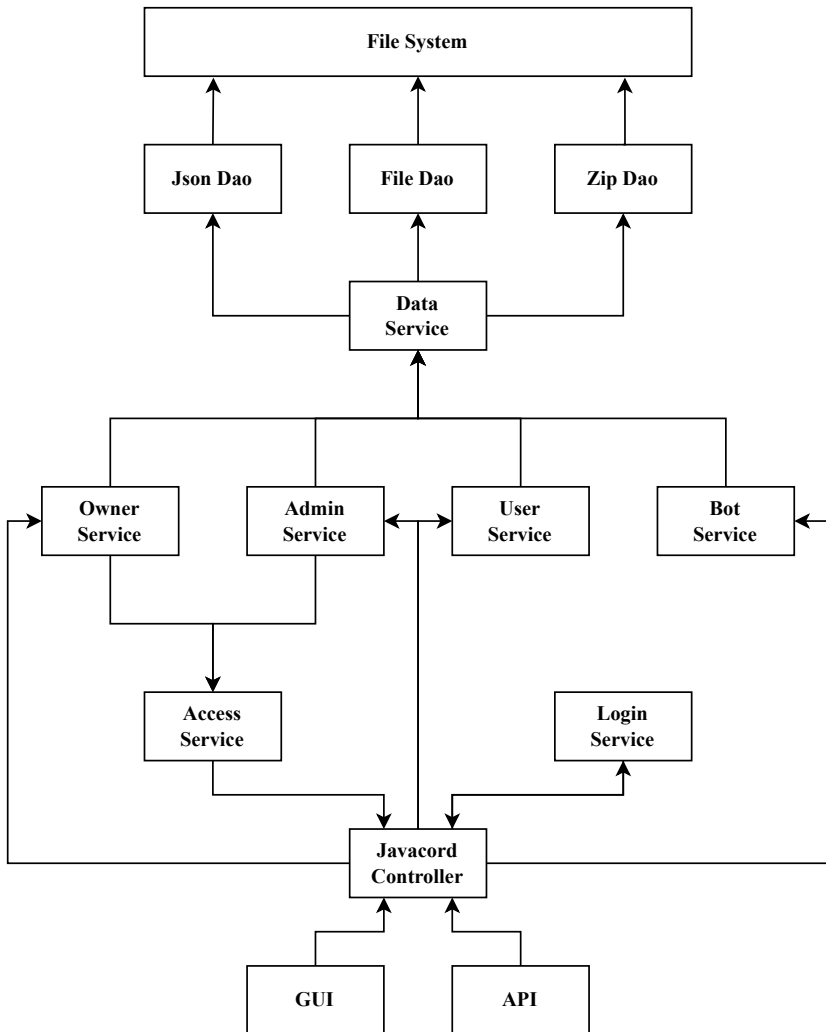 File System
Json Dao
File Dao
Zip Dao
Data
Service
Owner
Service
Admin
Service
User
Service
Bot
Service
Access
Service
Login
Service
Javacord
Controller
GUI
API